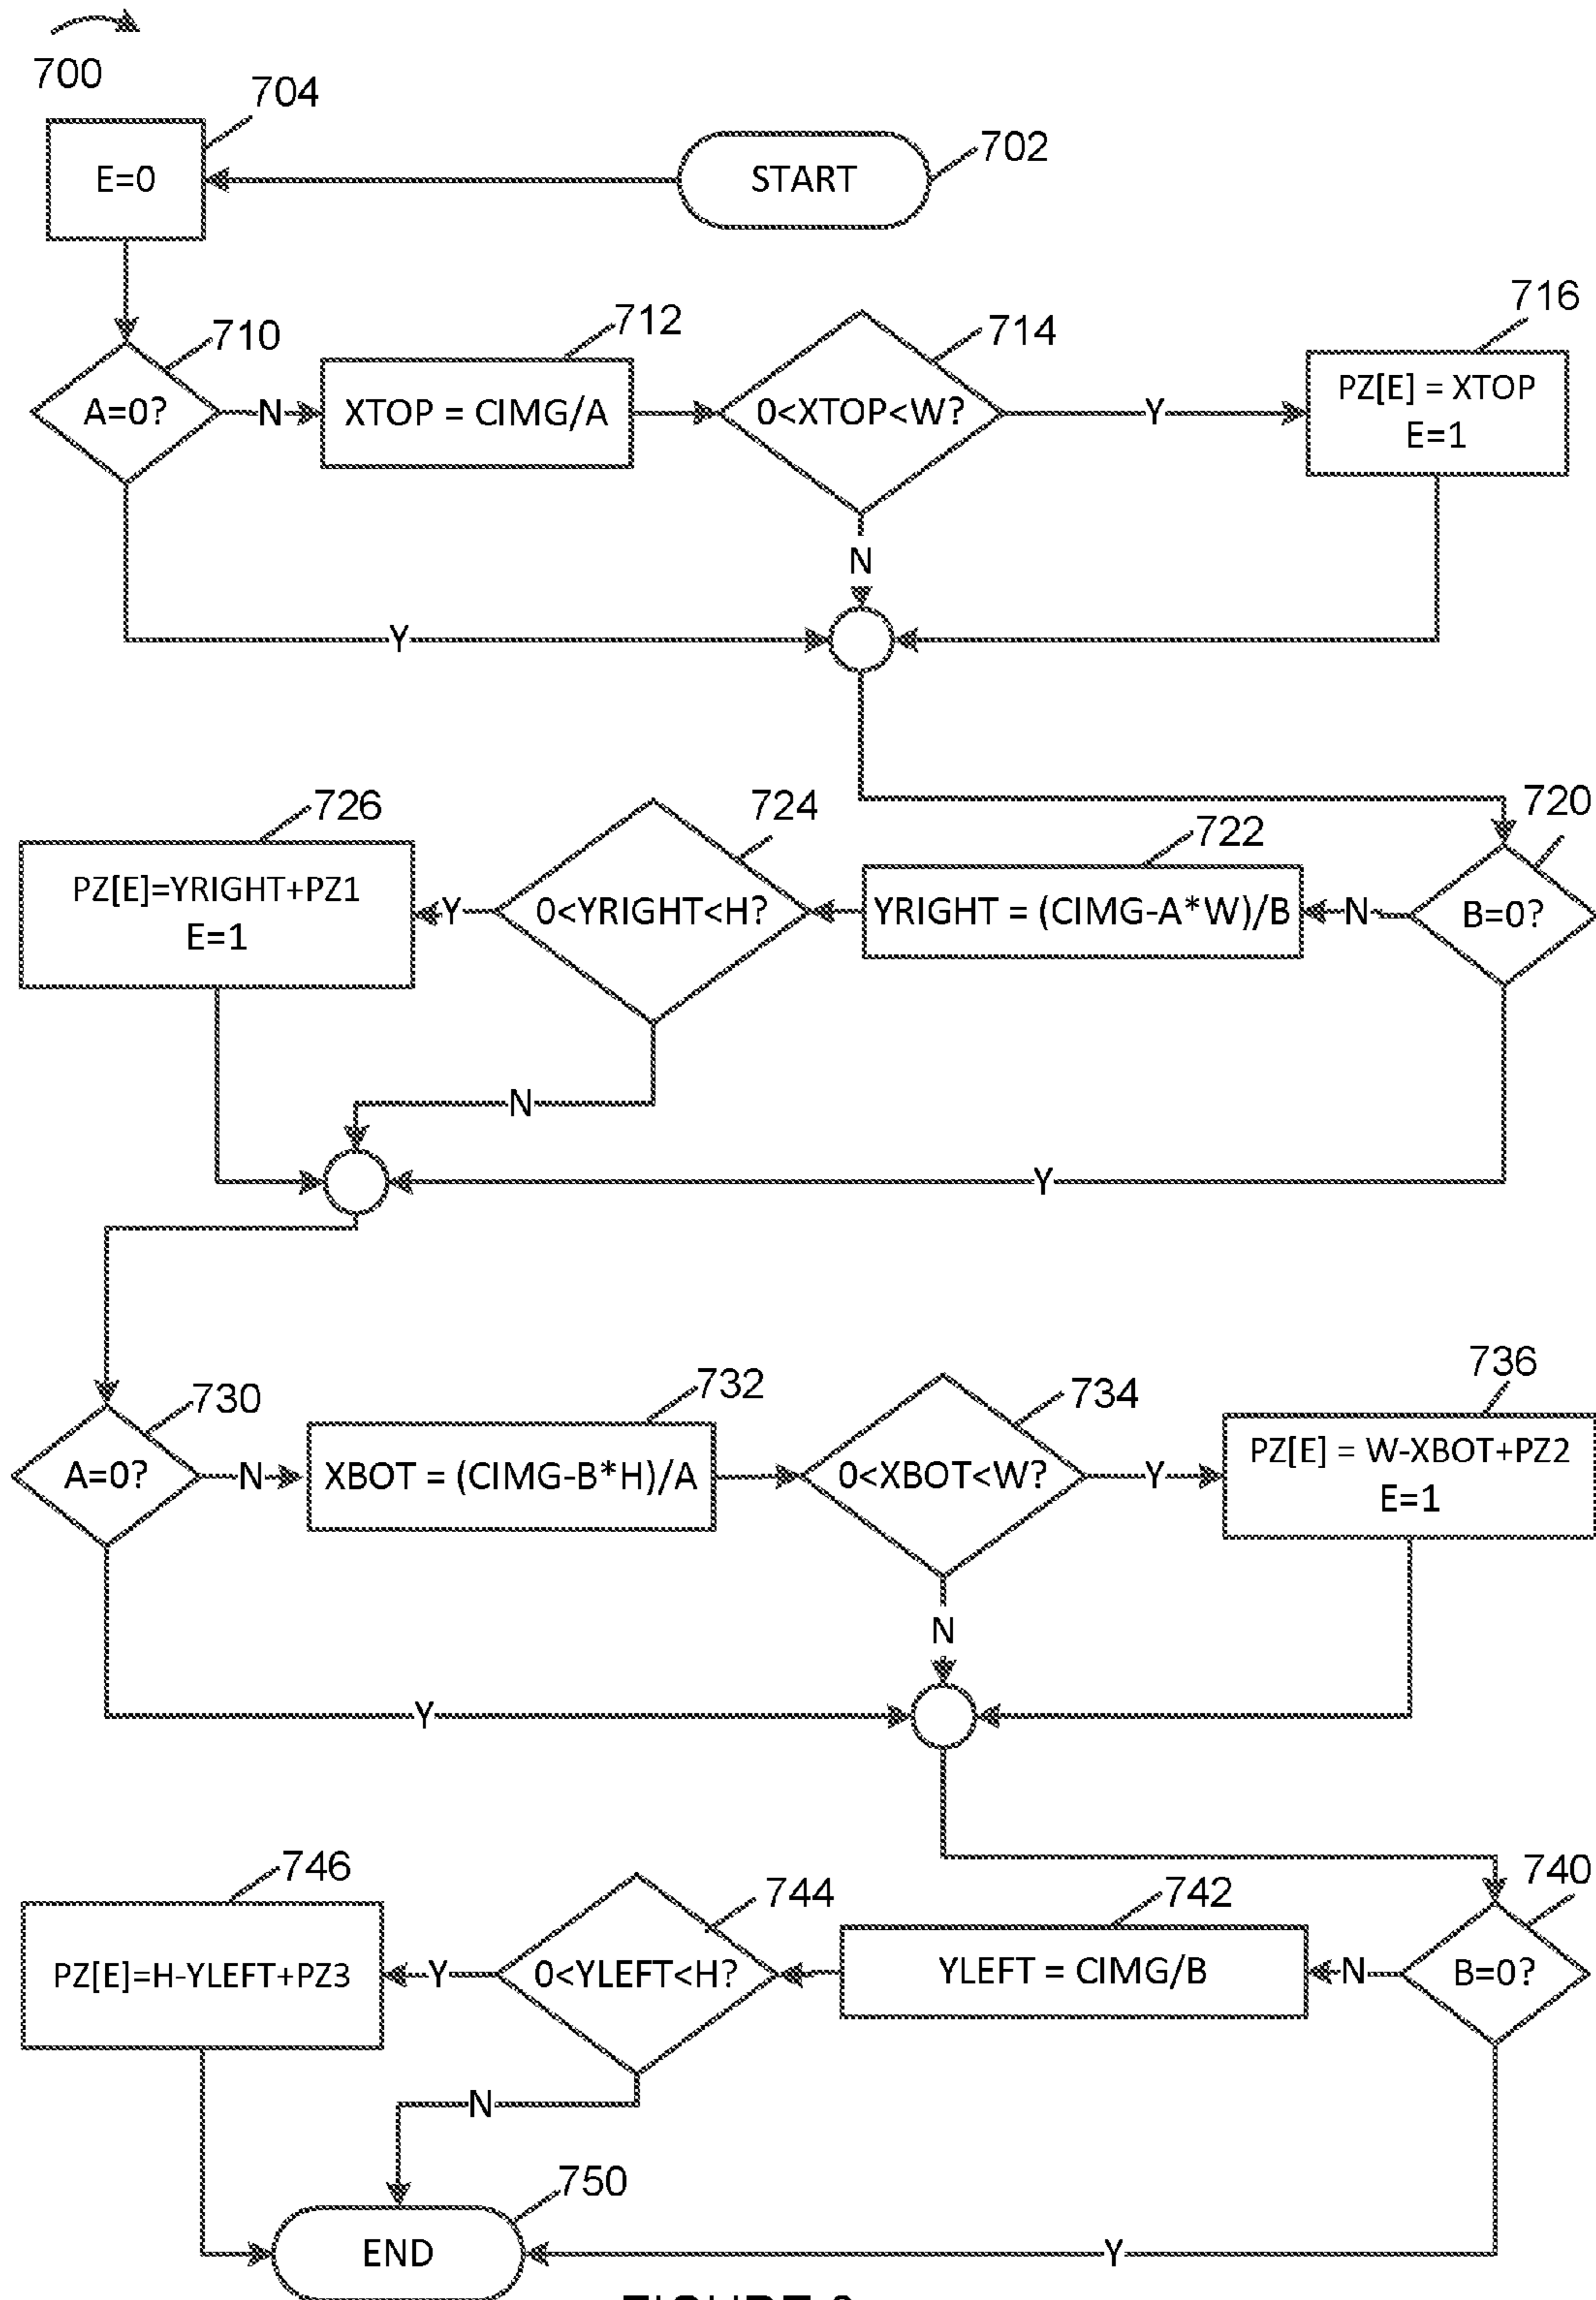 700
704
E=0
START
702
710
A=0?
N
712
XTOP = CIMG/A
714
0<XTOP<W?
Y
716
PZ[E] = XTOP
E=1
N
Y
726
PZ[E]=YRIGHT+PZ1
E=1
Y
724
0<YRIGHT<H?
722
YRIGHT = (CIMG-A*W)/B
N
720
B=0?
N
Y
730
A=0?
N
732
XBOT = (CIMG-B*H)/A
734
0<XBOT<W?
Y
736
PZ[E] = W-XBOT+PZ2
E=1
N
Y
746
PZ[E]=H-YLEFT+PZ3
Y
744
0<YLEFT<H?
742
YLEFT = CIMG/B
N
740
B=0?
N
750
END
Y